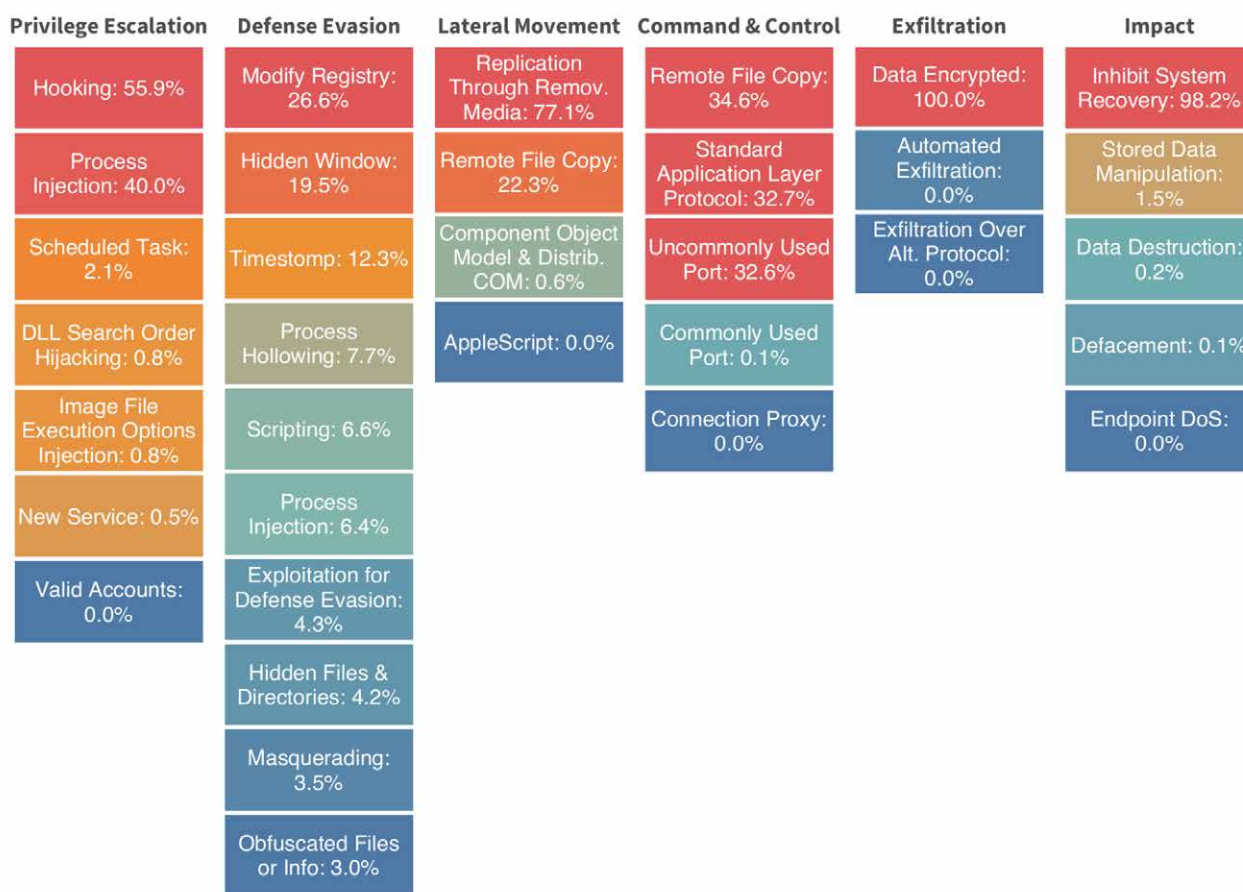 Privilege Escalation
Hooking: 55.9%
Process
Injection: 40.0%
Scheduled Task:
2.1%
DLL Search Order
Hijacking: 0.8%
Image File
Execution Options
Injection: 0.8%
New Service: 0.5%
Valid Accounts:
0.0%
Defense Evasion
Modify Registry:
26.6%
Hidden Window:
19.5%
Timestomp: 12.3%
Process
Hollowing: 7.7%
Scripting: 6.6%
Process
Injection: 6.4%
Exploitation for
Defense Evasion:
4.3%
Hidden Files &
Directories: 4.2%
Masquerading:
3.5%
Obfuscated Files
or Info: 3.0%
Lateral Movement
Replication
Through Remov.
Media: 77.1%
Remote File Copy:
22.3%
Component Object
Model & Distrib.
COM: 0.6%
AppleScript: 0.0%
Command & Control
Remote File Copy:
34.6%
Standard
Application Layer
Protocol: 32.7%
Uncommonly Used
Port: 32.6%
Commonly Used
Port: 0.1%
Connection Proxy:
0.0%
Exfiltration
Data Encrypted:
100.0%
Automated
Exfiltration:
0.0%
Exfiltration Over
Alt. Protocol:
0.0%
Impact
Inhibit System
Recovery: 98.2%
Stored Data
Manipulation:
1.5%
Data Destruction:
0.2%
Defacement: 0.1%
Endpoint DoS:
0.0%